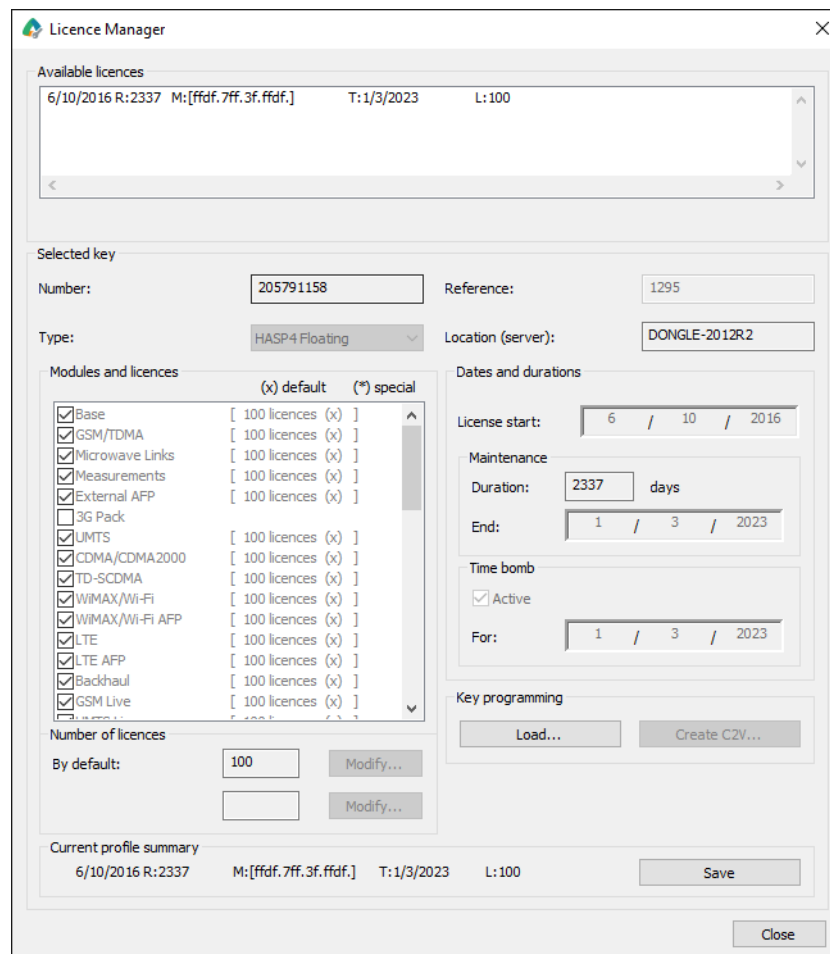 Licence Manager
Available licences
6/10/2016 R:2337 M:[ffdf.7ff.3f.ffdf.] T:1/3/2023 L:100
Selected key
Number: 205791158 Reference: 1295
Type: HASP4 Floating Location (server): DONGLE-2012R2
Modules and licences
(x) default (*) special
Base [ 100 licences (x) ]
GSM/TDMA [ 100 licences (x) ]
Microwave Links [ 100 licences (x) ]
Measurements [ 100 licences (x) ]
External AFP [ 100 licences (x) ]
3G Pack
UMTS [ 100 licences (x) ]
CDMA/CDMA2000 [ 100 licences (x) ]
TD-SCDMA [ 100 licences (x) ]
WiMAX/Wi-Fi [ 100 licences (x) ]
WiMAX/Wi-Fi AFP [ 100 licences (x) ]
LTE [ 100 licences (x) ]
LTE AFP [ 100 licences (x) ]
Backhaul [ 100 licences (x) ]
GSM Live [ 100 licences (x) ]
Number of licences
By default: 100 Modify...
Modify...
Dates and durations
License start: 6 / 10 / 2016
Maintenance
Duration: 2337 days
End: 1 / 3 / 2023
Time bomb
Active
For: 1 / 3 / 2023
Key programming
Load... Create C2V...
Current profile summary
6/10/2016 R:2337 M:[ffdf.7ff.3f.ffdf.] T:1/3/2023 L:100 Save
Close